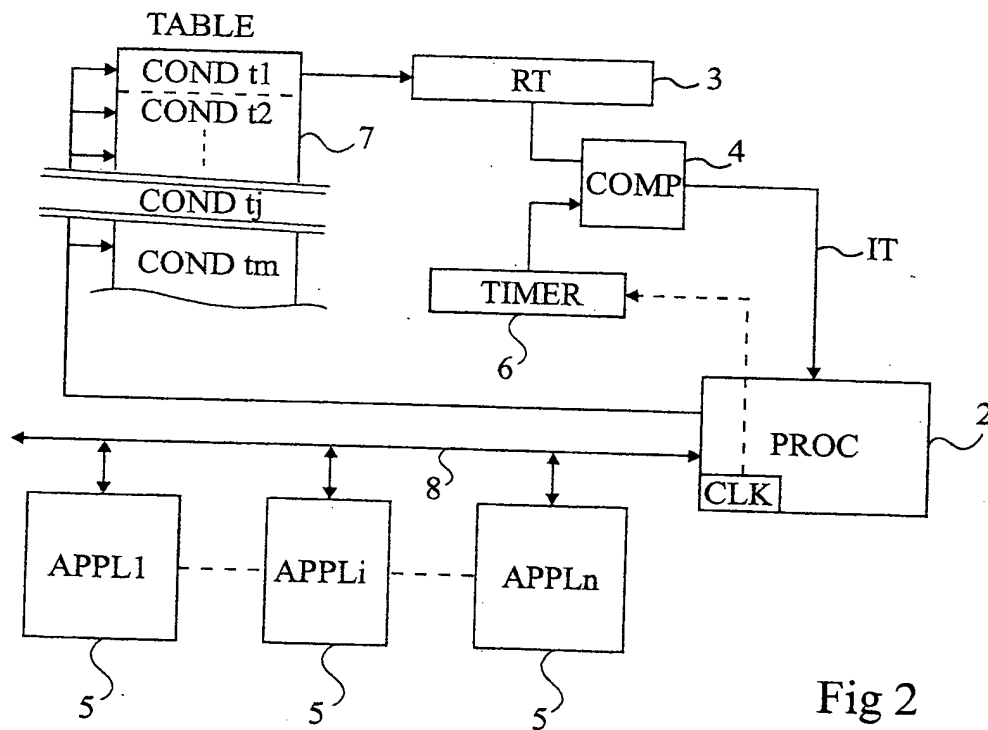 TABLE
COND t1
COND t2
COND tj
COND tm
7
RT
3
COMP
4
IT
TIMER
6
PROC
2
CLK
8
APPL1
APPLi
APPLn
5
5
5
Fig 2